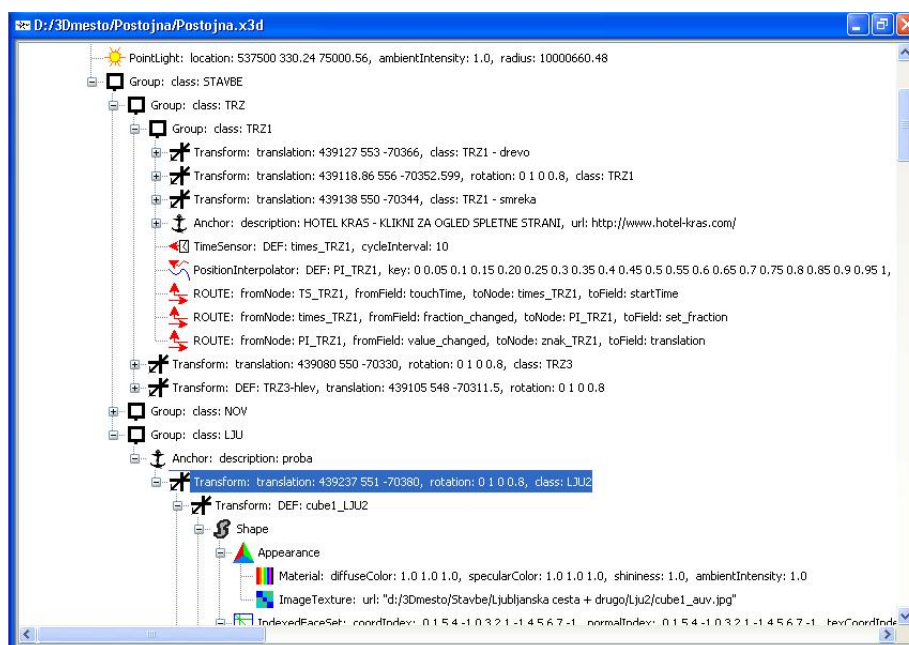 D:/3Dmesto/Postojna/Postojna.x3d
PointLight: location: 537500 330.24 75000.56, ambientIntensity: 1.0, radius: 10000660.48
Group: class: STAVBE
Group: class: TRZ
Group: class: TRZ1
Transform: translation: 439127 553 -70366, class: TRZ1 - drevo
Transform: translation: 439118.86 556 -70352.599, rotation: 0 1 0 0.8, class: TRZ1
Transform: translation: 439138 550 -70344, class: TRZ1 - smreka
Anchor: description: HOTEL KRAS - KLIKNI ZA OGLED SPLETNE STRANI, url: http://www.hotel-kras.com/
TimeSensor: DEF: times_TRZ1, cycleInterval: 10
PositionInterpolator: DEF: PI_TRZ1, key: 0 0.05 0.1 0.15 0.20 0.25 0.3 0.35 0.4 0.45 0.5 0.55 0.6 0.65 0.7 0.75 0.8 0.85 0.9 0.95 1,
ROUTE: fromNode: TS_TRZ1, fromField: touchTime, toNode: times_TRZ1, toField: startTime
ROUTE: fromNode: times_TRZ1, fromField: fraction_changed, toNode: PI_TRZ1, toField: set_fraction
ROUTE: fromNode: PI_TRZ1, fromField: value_changed, toNode: znak_TRZ1, toField: translation
Transform: translation: 439080 550 -70330, rotation: 0 1 0 0.8, class: TRZ3
Transform: DEF: TRZ3-hlev, translation: 439105 548 -70311.5, rotation: 0 1 0 0.8
Group: class: NOV
Group: class: LJU
Anchor: description: proba
Transform: translation: 439237 551 -70380, rotation: 0 1 0 0.8, class: LJU2
Transform: DEF: cube1_LJU2
Shape
Appearance
Material: diffuseColor: 1.0 1.0 1.0, specularColor: 1.0 1.0 1.0, shininess: 1.0, ambientIntensity: 1.0
ImageTexture: url: "d:/3Dmesto/Stavbe/Ljubljanska cesta + drugo/Lju2/cube1_auv.jpg"
IndexedFaceSet: coordIndex: 0 1 5 4 -1 0 3 2 1 -1 4 5 6 7 -1, normalIndex: 0 1 5 4 -1 0 3 2 1 -1 4 5 6 7 -1, texCoordInde